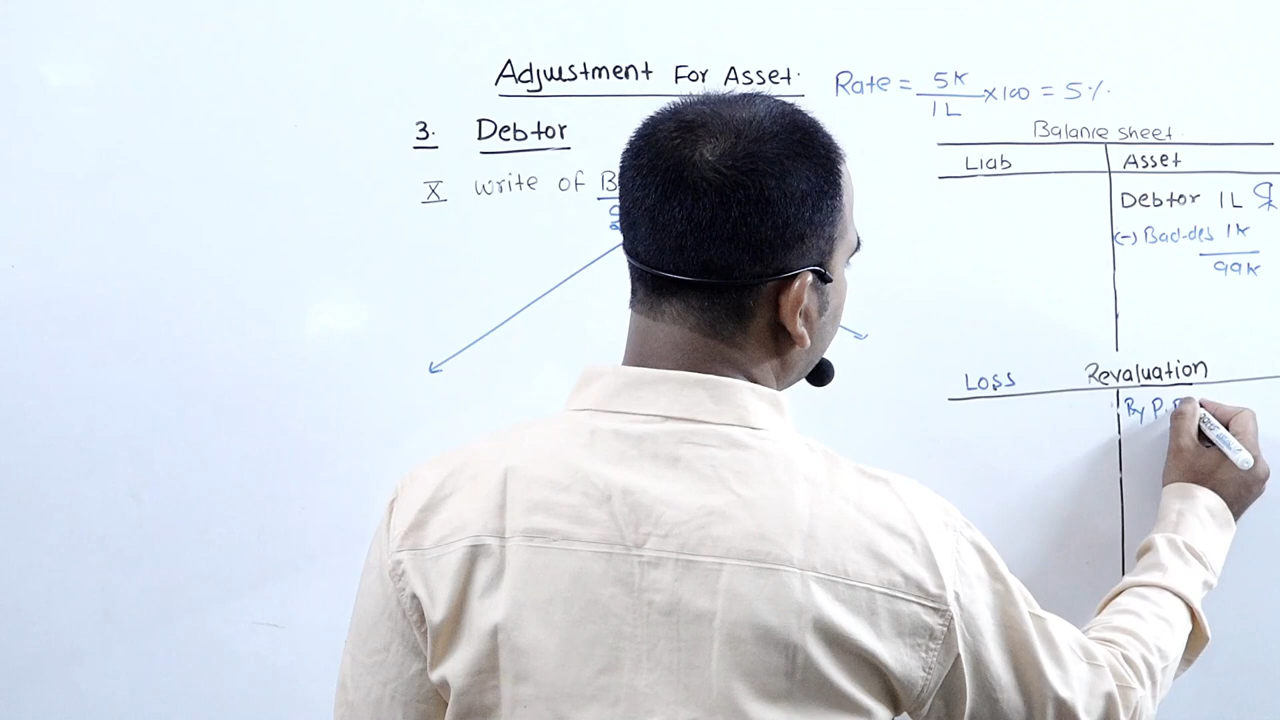 Adjustment For Asset.
Rate = 5K / 1L ×100 = 5%.
3. Debtor
X write of B
Balance sheet
Liab Asset
Debtor 1L
(-) Bad-des 1K
99K
Loss Revaluation
By P.